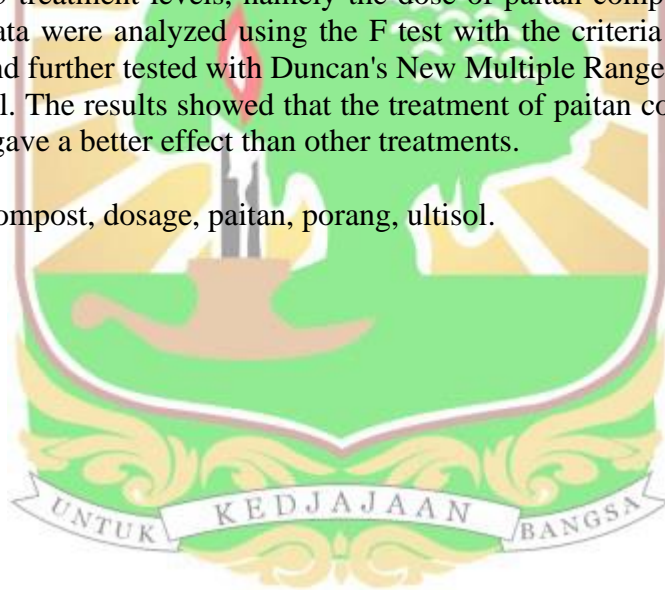 treatment levels, namely the dose of paitan comp
ata were analyzed using the F test with the criteria
nd further tested with Duncan's New Multiple Range
l. The results showed that the treatment of paitan co
gave a better effect than other treatments.
ompost, dosage, paitan, porang, ultisol.
UNTUK KEDJAJAAN BANGSA